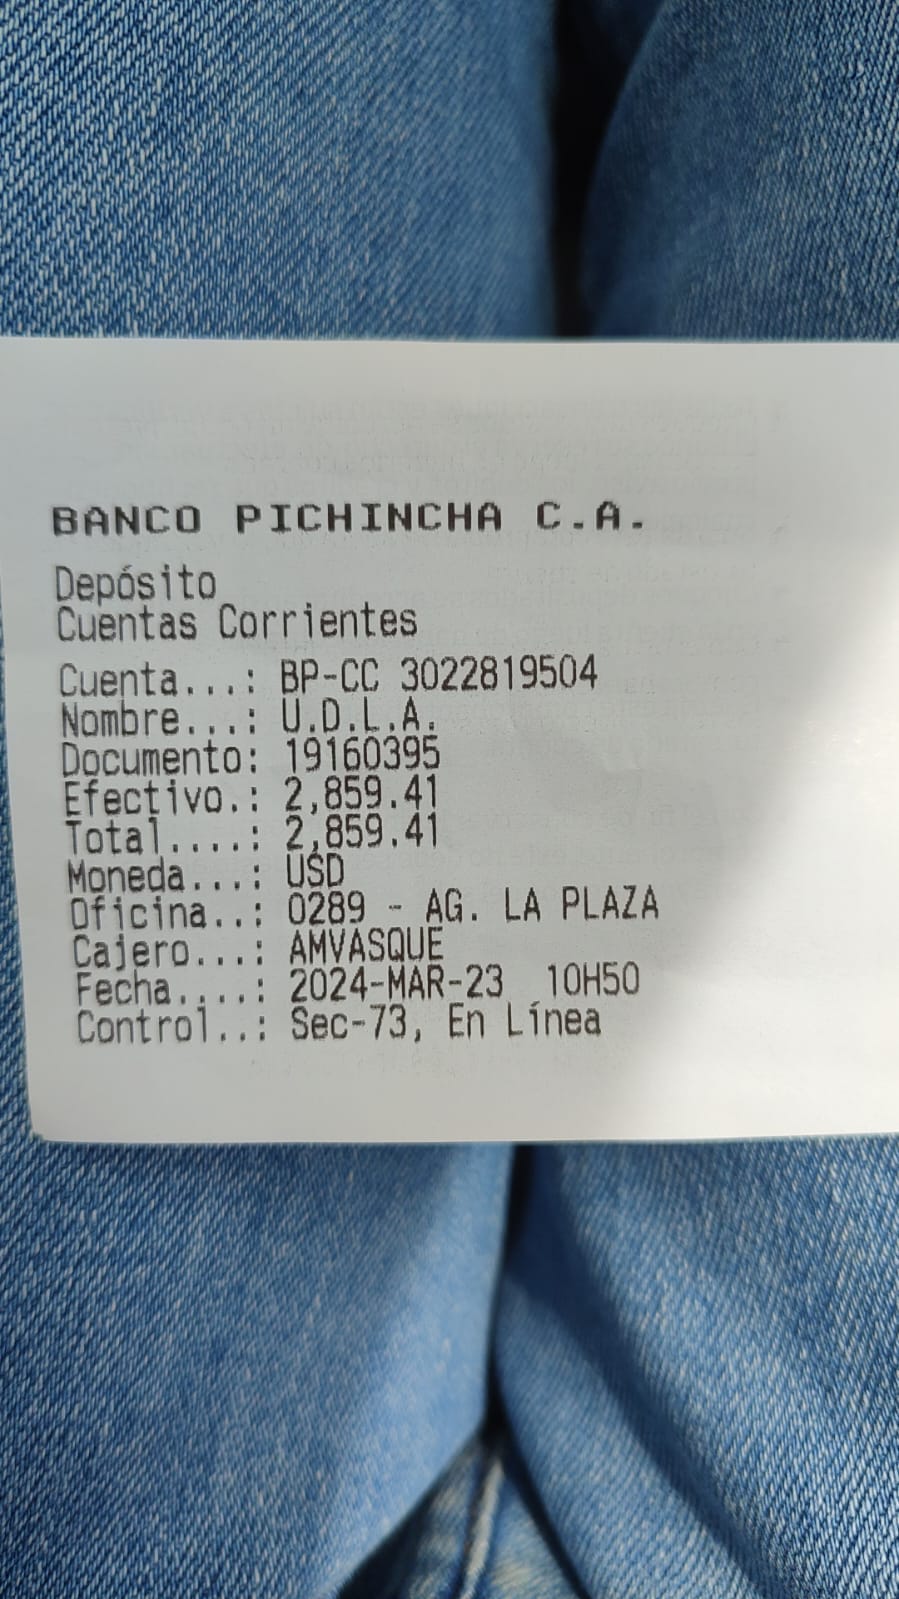 BANCO PICHINCHA C.A.
Depósito
Cuentas Corrientes
Cuenta...: BP-CC 3022819504
Nombre...: U.D.L.A.
Documento: 19160395
Efectivo.: 2,859.41
Total....: 2,859.41
Moneda...: USD
Oficina..: 0289 - AG. LA PLAZA
Cajero...: AMVASQUE
Fecha....: 2024-MAR-23 10H50
Control..: Sec-73, En Línea